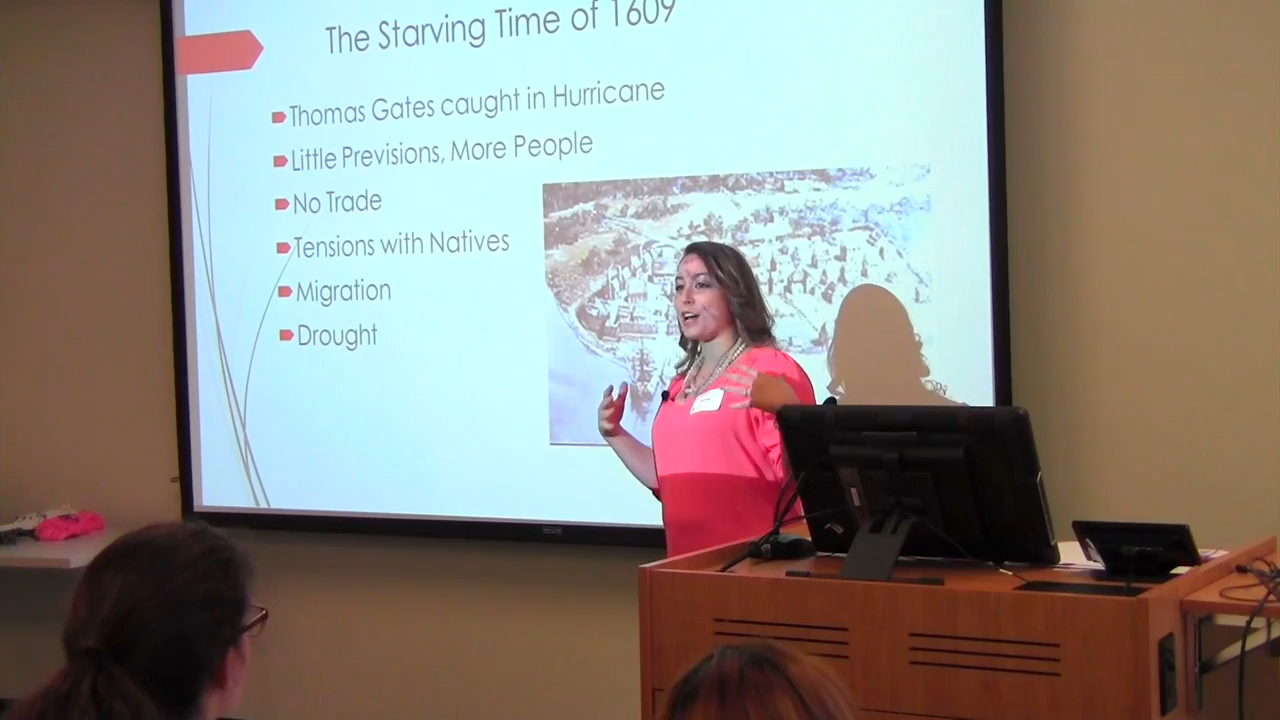 The Starving Time of 1609
Thomas Gates caught in Hurricane
Little Previsions, More People
No Trade
Tensions with Natives
Migration
Drought